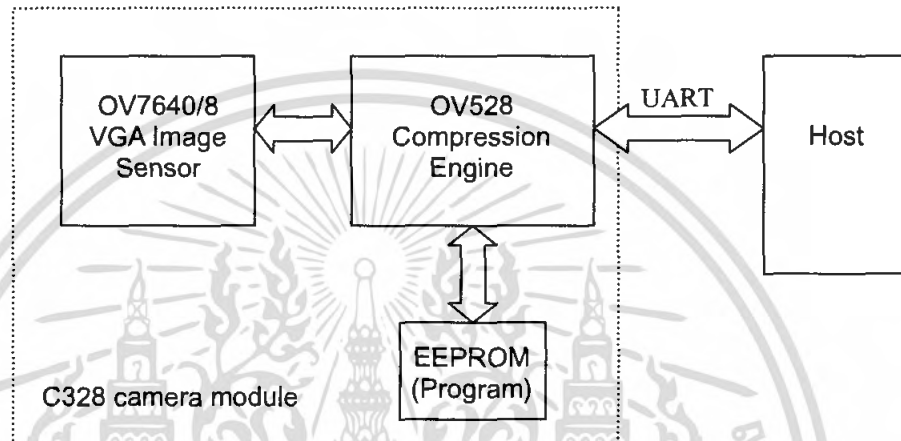 OV7640/8
VGA Image
Sensor
OV528
Compression
Engine
UART
Host
EEPROM
(Program)
C328 camera module